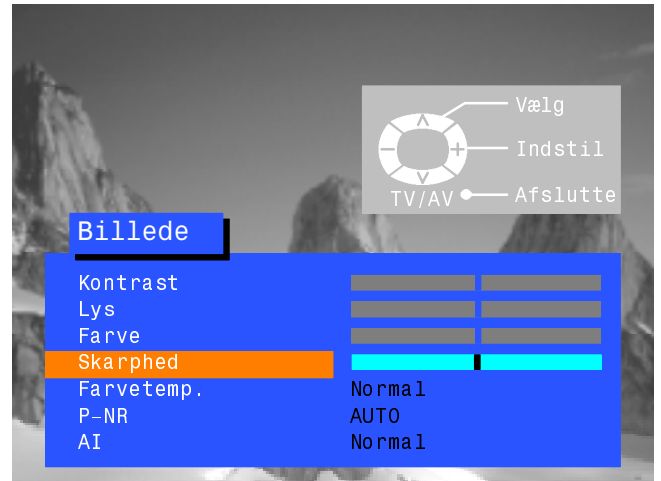 Vælg
Indstil
TV/AV Afslutte
Billede
Kontrast
Lys
Farve
Skarphed
Farvetemp. Normal
P-NR AUTO
AI Normal